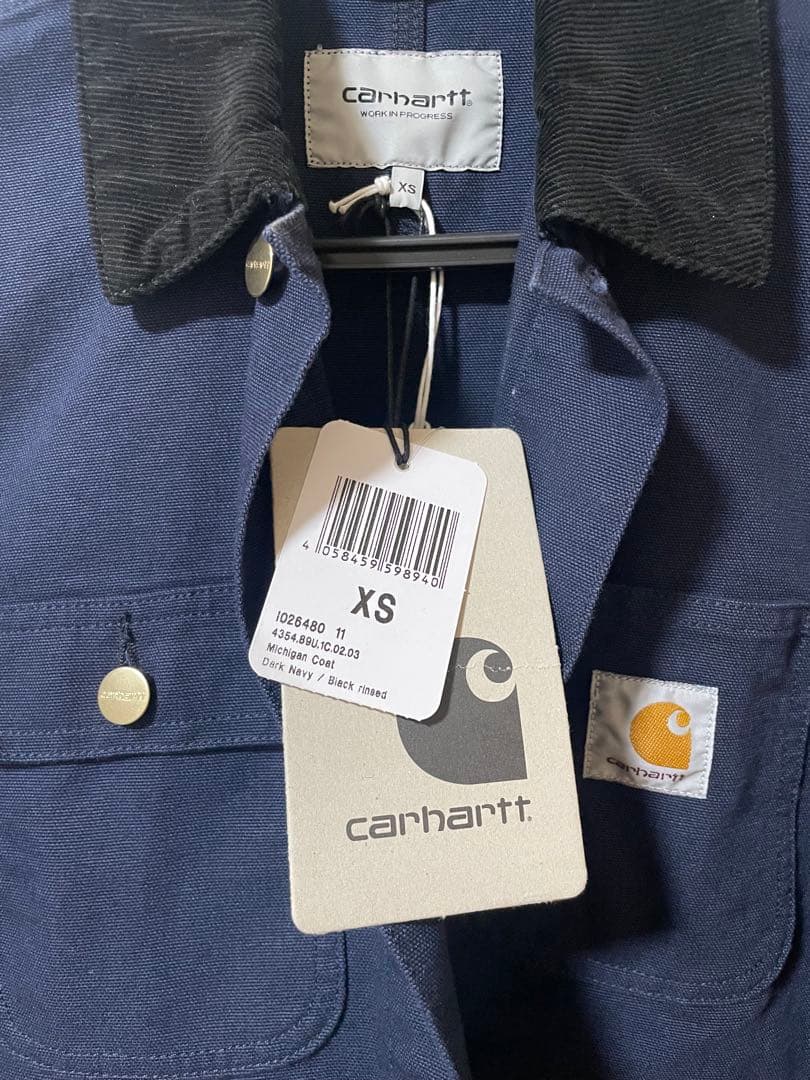 carhartt®
WORK IN PROGRESS
XS
carhartt
4 058459 598940
XS
I026480 11
4354.89U.1C.02.03
Michigan Coat
Dark Navy / Black rinsed
carhartt
carhartt
carhartt.